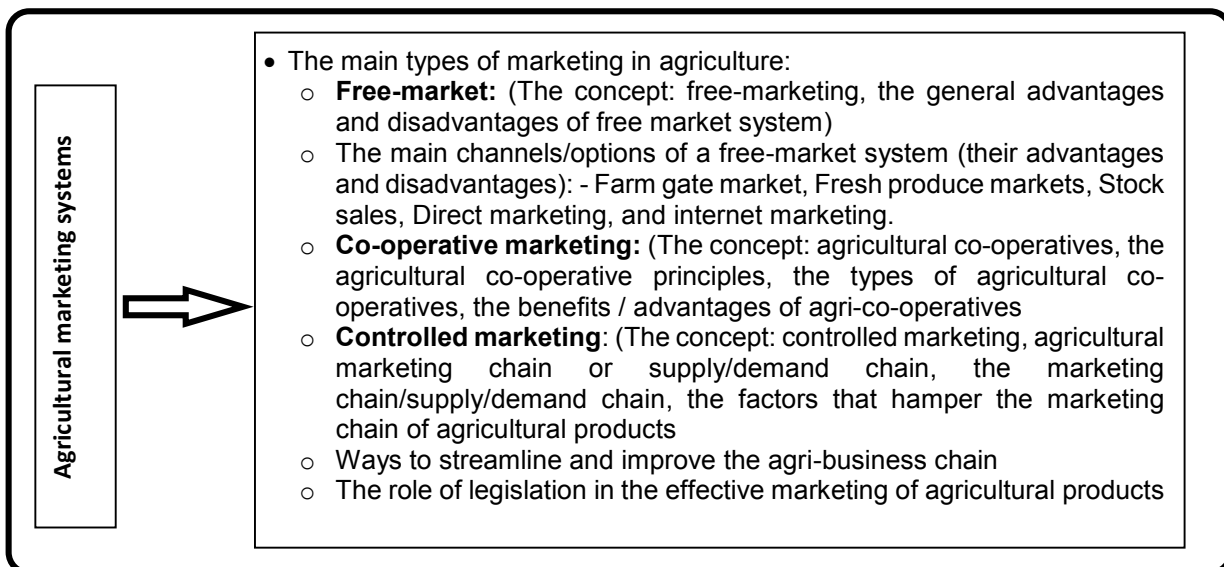 Agricultural marketing systems
• The main types of marketing in agriculture:
o Free-market: (The concept: free-marketing, the general advantages
and disadvantages of free market system)
o The main channels/options of a free-market system (their advantages
and disadvantages): - Farm gate market, Fresh produce markets, Stock
sales, Direct marketing, and internet marketing.
o Co-operative marketing: (The concept: agricultural co-operatives, the
agricultural co-operative principles, the types of agricultural co-
operatives, the benefits / advantages of agri-co-operatives
o Controlled marketing: (The concept: controlled marketing, agricultural
marketing chain or supply/demand chain, the marketing
chain/supply/demand chain, the factors that hamper the marketing
chain of agricultural products
o Ways to streamline and improve the agri-business chain
o The role of legislation in the effective marketing of agricultural products